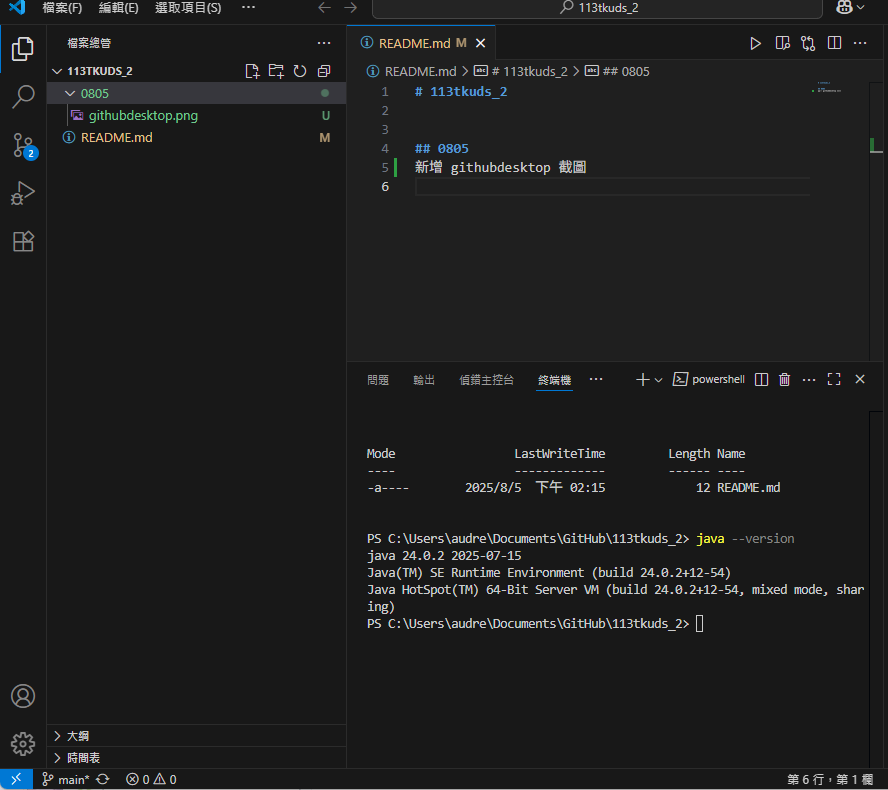 檔案(F) 編輯(E) 選取項目(S) ··· 113tkuds_2
檔案總管 ···
113TKUDS_2
0805
githubdesktop.png U
README.md M
2
大綱
時間表
README.md M
README.md > # 113tkuds_2 > ## 0805
1 # 113tkuds_2
2
3
4 ## 0805
5 新增 githubdesktop 截圖
6
問題 輸出 偵錯主控台 終端機 ··· powershell ···
Mode LastWriteTime Length Name
---- ------------- ------ ----
-a---- 2025/8/5 下午 02:15 12 README.md
PS C:\Users\audre\Documents\GitHub\113tkuds_2> java --version
java 24.0.2 2025-07-15
Java(TM) SE Runtime Environment (build 24.0.2+12-54)
Java HotSpot(TM) 64-Bit Server VM (build 24.0.2+12-54, mixed mode, shar
ing)
PS C:\Users\audre\Documents\GitHub\113tkuds_2>
main* 0 0 第 6 行，第 1 欄